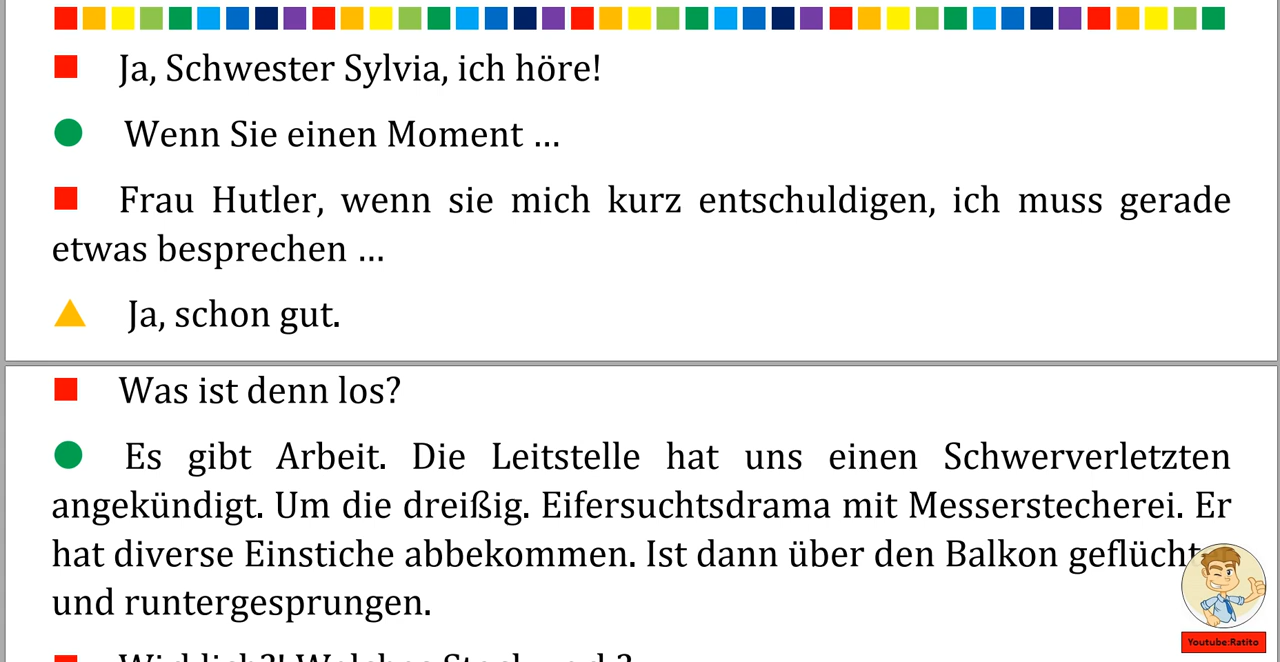 Ja, Schwester Sylvia, ich höre!
Wenn Sie einen Moment …
Frau Hutler, wenn sie mich kurz entschuldigen, ich muss gerade
etwas besprechen …
Ja, schon gut.
Was ist denn los?
Es gibt Arbeit. Die Leitstelle hat uns einen Schwerverletzten
angekündigt. Um die dreißig. Eifersuchtsdrama mit Messerstecherei. Er
hat diverse Einstiche abbekommen. Ist dann über den Balkon
und runtergesprungen.
Youtube:Ratito